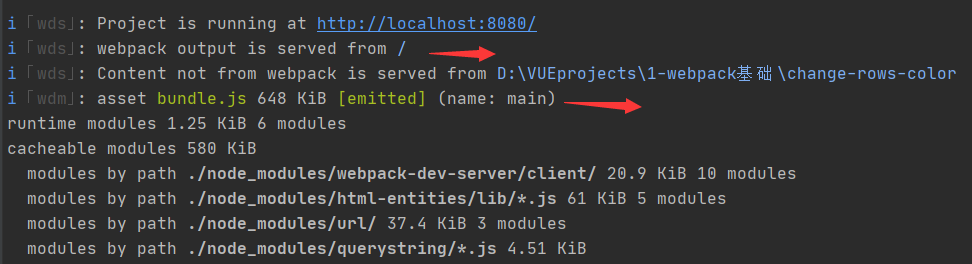 i ｢wds｣: Project is running at http://localhost:8080/
i ｢wds｣: webpack output is served from /
i ｢wds｣: Content not from webpack is served from D:\VUEprojects\1-webpack基础\change-rows-color
i ｢wdm｣: asset bundle.js 648 KiB [emitted] (name: main)
runtime modules 1.25 KiB 6 modules
cacheable modules 580 KiB
modules by path ./node_modules/webpack-dev-server/client/ 20.9 KiB 10 modules
modules by path ./node_modules/html-entities/lib/*.js 61 KiB 5 modules
modules by path ./node_modules/url/ 37.4 KiB 3 modules
modules by path ./node_modules/querystring/*.js 4.51 KiB